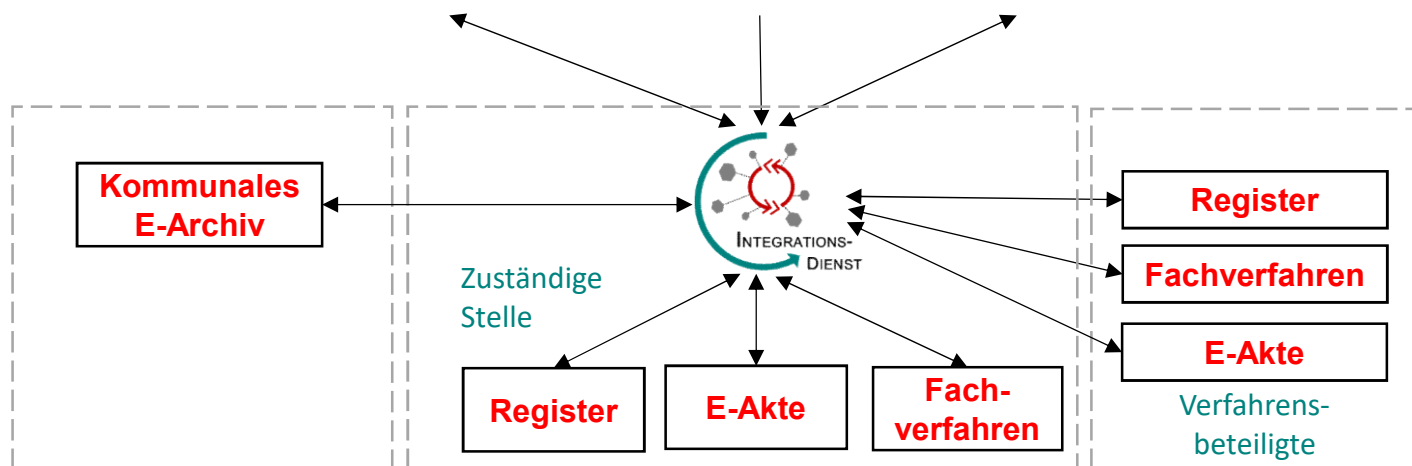 Kommunales
E-Archiv
INTEGRATIONS-
DIENST
Zuständige
Stelle
Register
E-Akte
Fach-
verfahren
Register
Fachverfahren
E-Akte
Verfahrens-
beteiligte